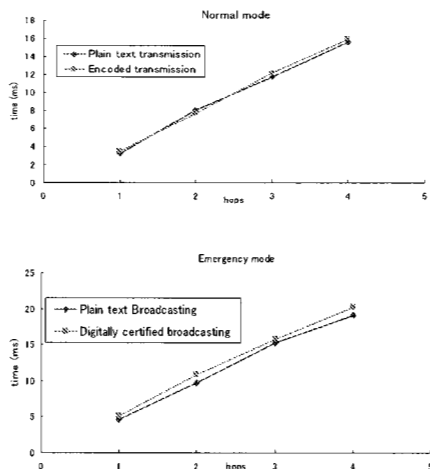 Normal mode
18
16
14
12
10
8
6
4
2
0
time (ms)
Plain text transmission
Encoded transmission
0 1 2 3 4 5
hops
Emergency mode
25
20
15
10
5
0
time (ms)
Plain text Broadcasting
Digitally certified broadcasting
0 1 2 3 4 5
hops